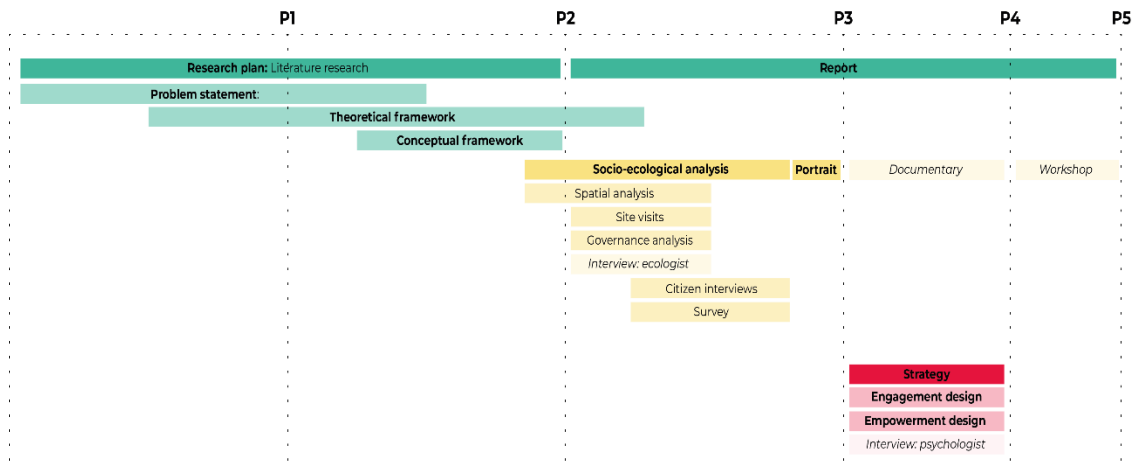 P1 P2 P3 P4 P5
Research plan: Literature research Report
Problem statement:
Theoretical framework
Conceptual framework
Socio-ecological analysis Portrait Documentary Workshop
Spatial analysis
Site visits
Governance analysis
Interview: ecologist
Citizen interviews
Survey
Strategy
Engagement design
Empowerment design
Interview: psychologist